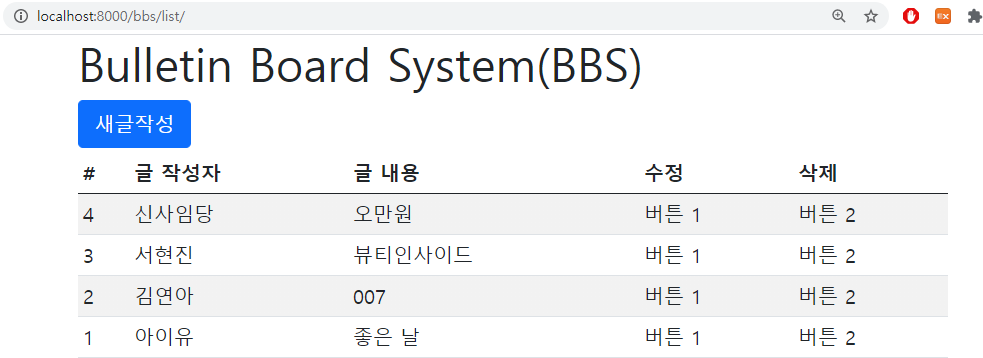 localhost:8000/bbs/list/
Bulletin Board System(BBS)
새글작성
# 글 작성자 글 내용 수정 삭제
4 신사임당 오만원 버튼 1 버튼 2
3 서현진 뷰티인사이드 버튼 1 버튼 2
2 김연아 007 버튼 1 버튼 2
1 아이유 좋은 날 버튼 1 버튼 2